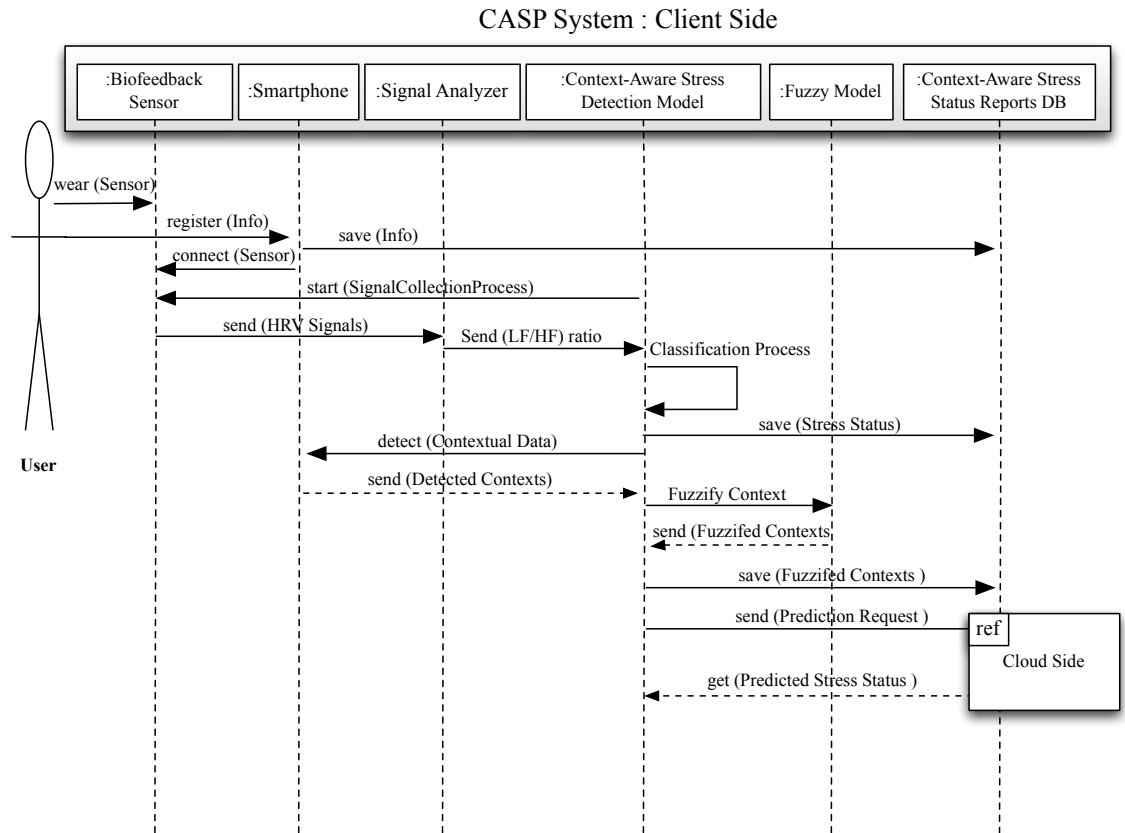 CASP System : Client Side
:Biofeedback
Sensor
:Smartphone
:Signal Analyzer
:Context-Aware Stress
Detection Model
:Fuzzy Model
:Context-Aware Stress
Status Reports DB
wear (Sensor)
register (Info)
save (Info)
connect (Sensor)
start (SignalCollectionProcess)
send (HRV Signals)
Send (LF/HF) ratio
Classification Process
save (Stress Status)
detect (Contextual Data)
User
send (Detected Contexts)
Fuzzify Context
send (Fuzzifed Contexts
save (Fuzzifed Contexts )
send (Prediction Request )
ref
Cloud Side
get (Predicted Stress Status )